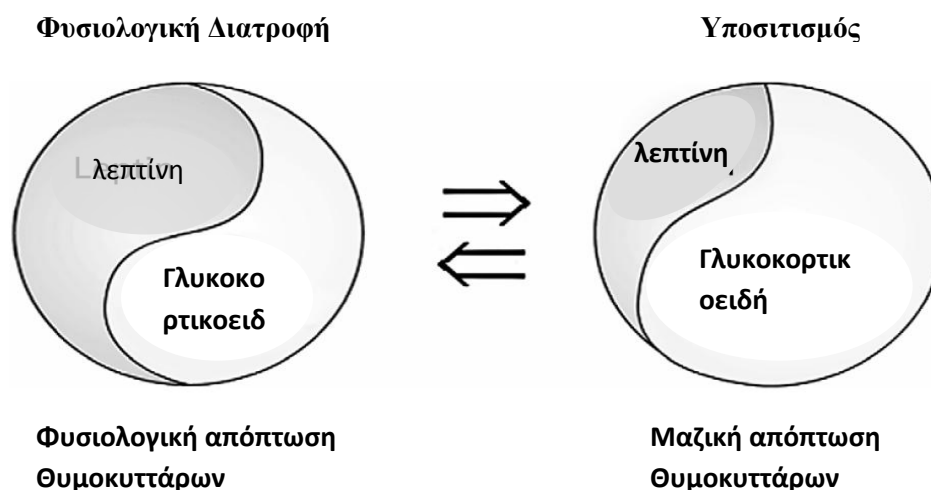 Φυσιολογική Διατροφή
Υποσιτισμός
λεπτίνη
λεπτίνη
Γλυκοκο
ρτικοειδ
Γλυκοκορτικ
οειδή
Φυσιολογική απόπτωση
Θυμοκυττάρων
Μαζική απόπτωση
Θυμοκυττάρων